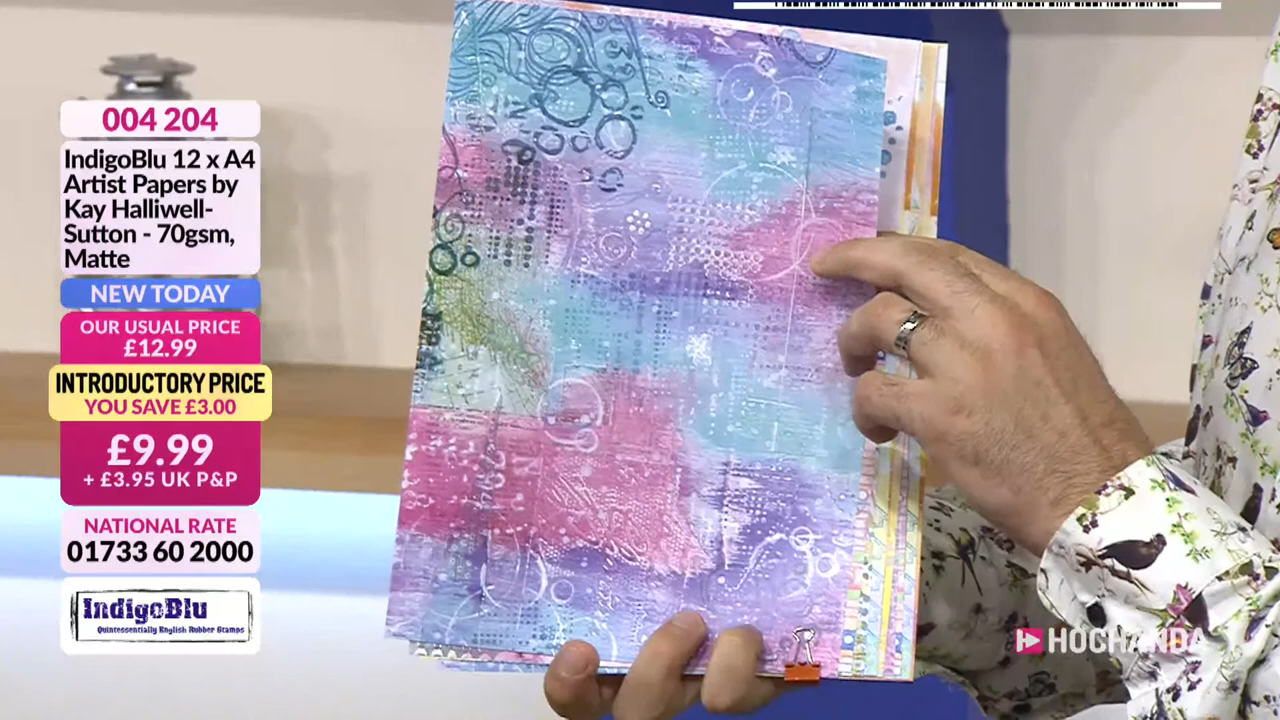 004 204
IndigoBlu 12 x A4
Artist Papers by
Kay Halliwell-
Sutton - 70gsm,
Matte
NEW TODAY
OUR USUAL PRICE
£12.99
INTRODUCTORY PRICE
YOU SAVE £3.00
£9.99
+ £3.95 UK P&P
NATIONAL RATE
01733 60 2000
IndigoBlu
Quintessentially English Rubber Stamps
HOCHANDA